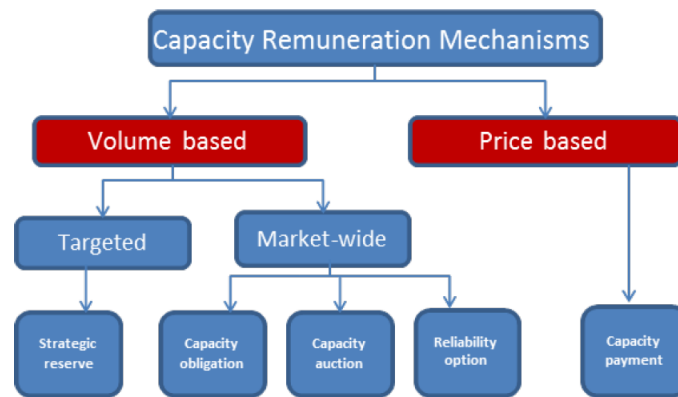 Capacity Remuneration Mechanisms
Volume based
Price based
Targeted
Market-wide
Strategic
reserve
Capacity
obligation
Capacity
auction
Reliability
option
Capacity
payment